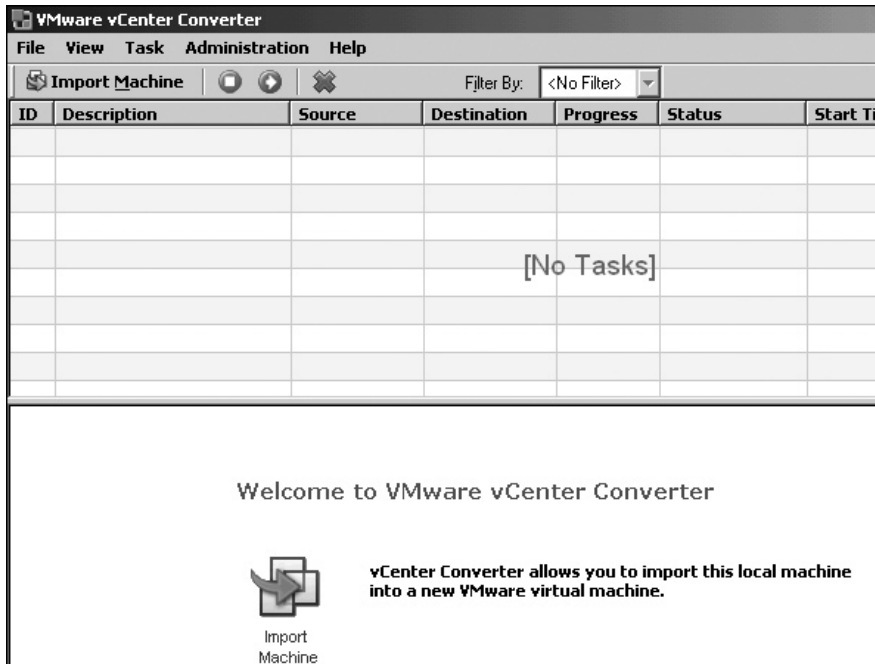 VMware vCenter Converter
File View Task Administration Help
Import Machine Filter By: <No Filter>
ID Description Source Destination Progress Status Start Ti
[No Tasks]
Welcome to VMware vCenter Converter
vCenter Converter allows you to import this local machine
into a new VMware virtual machine.
Import
Machine